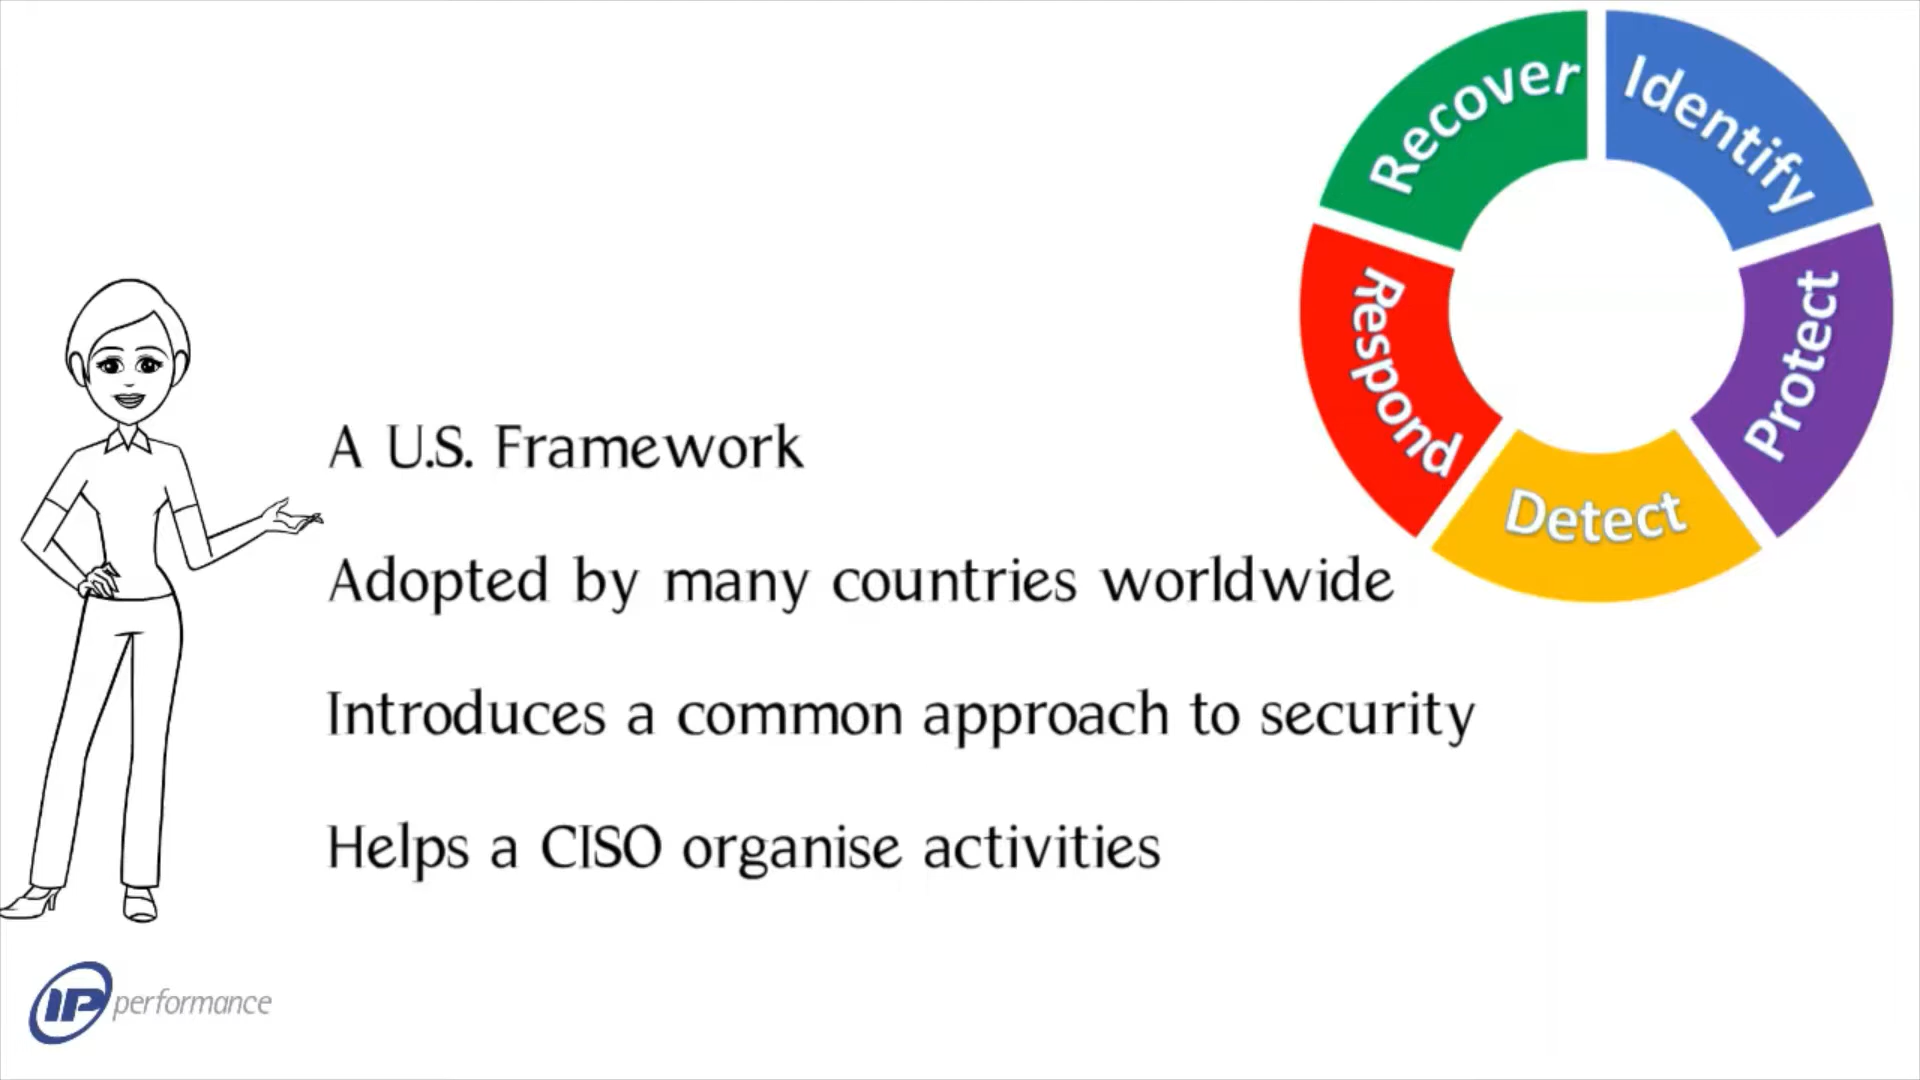 Recover
Identify
Protect
Detect
Respond
A U.S. Framework
Adopted by many countries worldwide
Introduces a common approach to security
Helps a CISO organise activities
IP performance